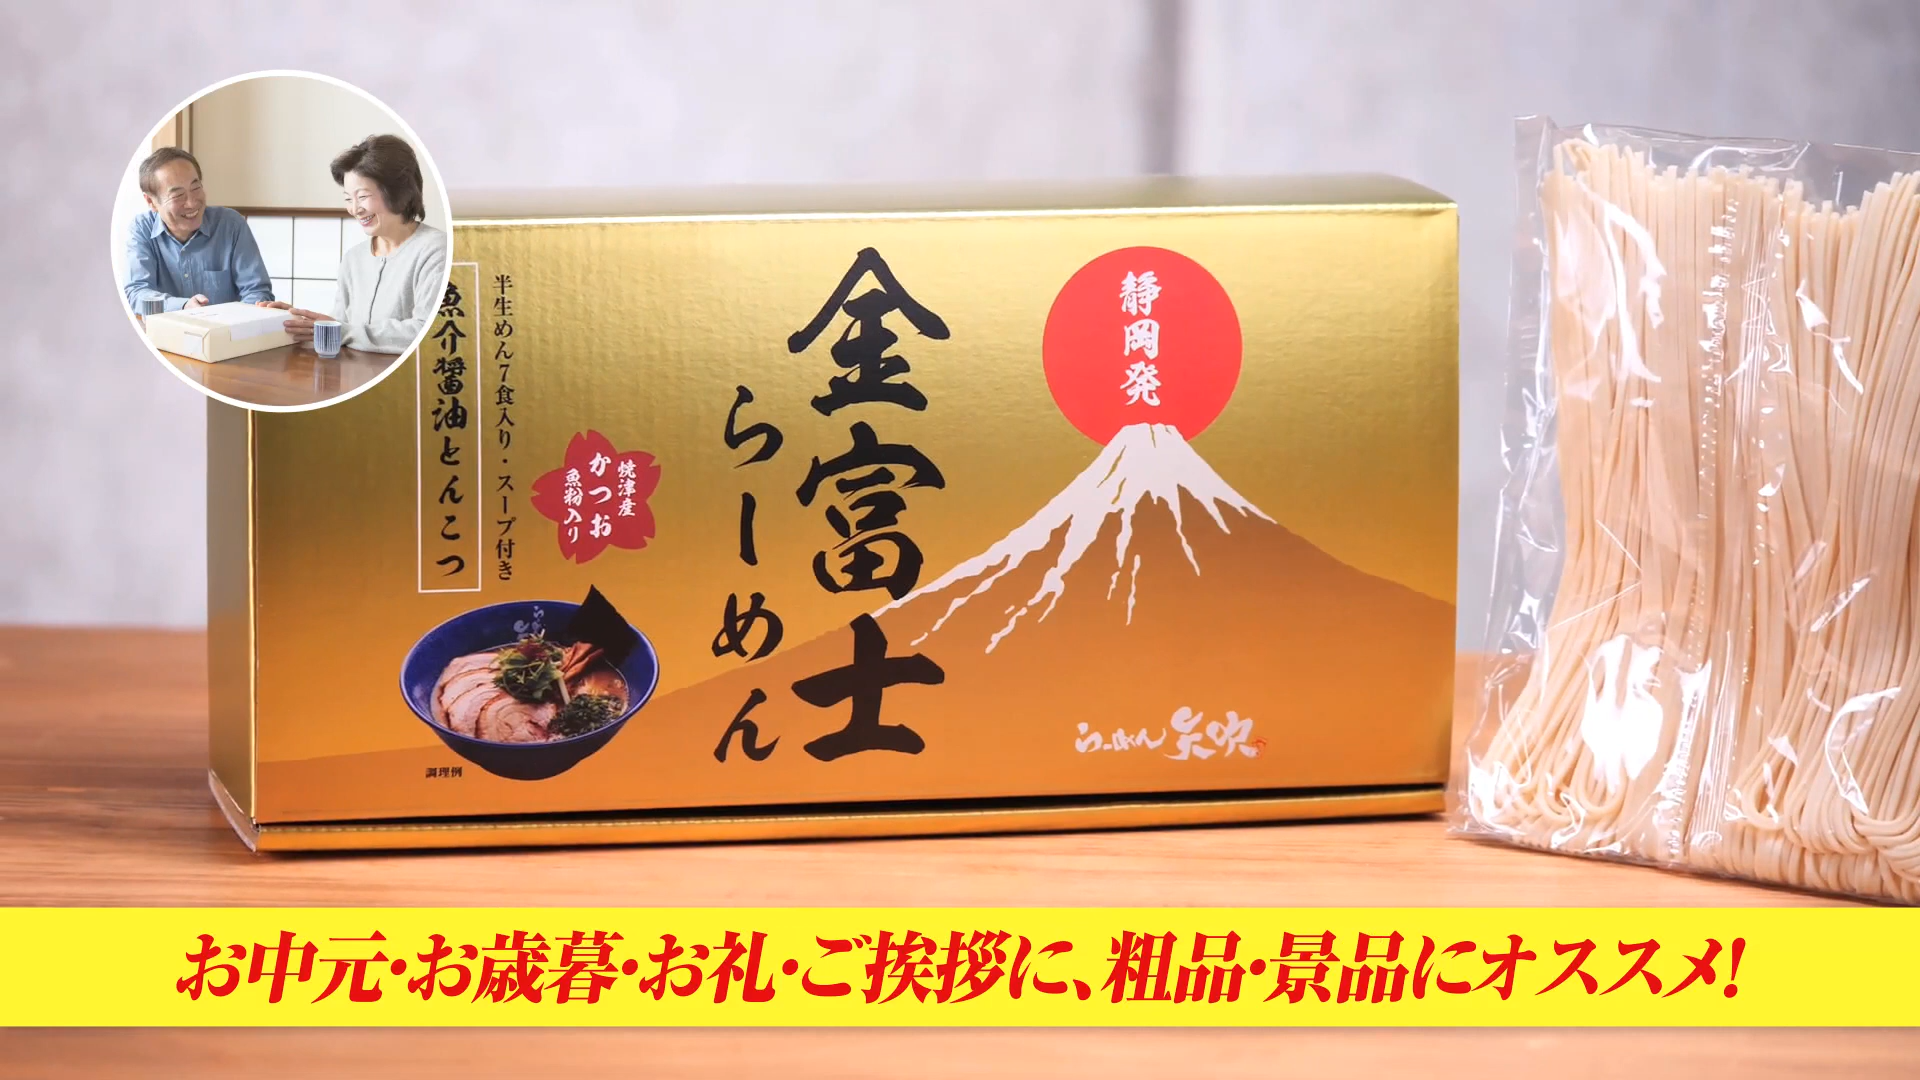 静岡発
金富士
らーめん
焼津産
かつお
魚粉入り
半生めん7食入り・スープ付き
魚介醤油とんこつ
調理例
らーめん 矢吹
お中元・お歳暮・お礼・ご挨拶に、粗品・景品にオススメ!